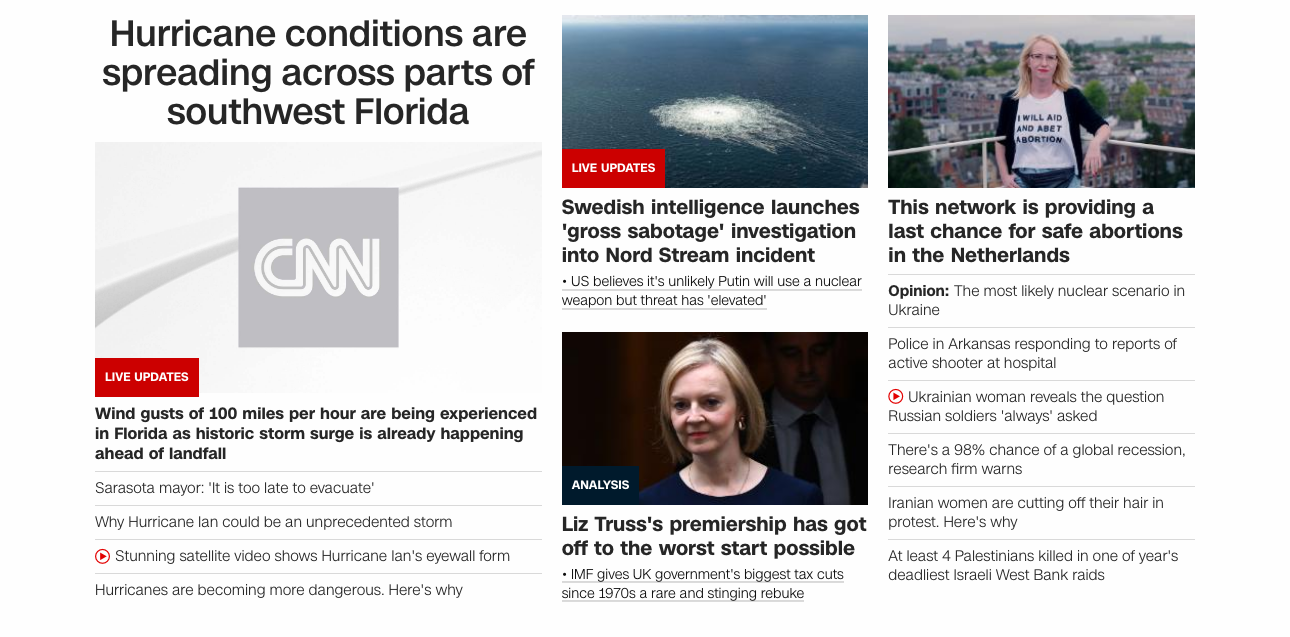 Hurricane conditions are
spreading across parts of
southwest Florida
CNN
LIVE UPDATES
Wind gusts of 100 miles per hour are being experienced
in Florida as historic storm surge is already happening
ahead of landfall
Sarasota mayor: 'It is too late to evacuate'
Why Hurricane Ian could be an unprecedented storm
Stunning satellite video shows Hurricane Ian's eyewall form
Hurricanes are becoming more dangerous. Here's why
LIVE UPDATES
Swedish intelligence launches
'gross sabotage' investigation
into Nord Stream incident
• US believes it's unlikely Putin will use a nuclear
weapon but threat has 'elevated'
ANALYSIS
Liz Truss's premiership has got
off to the worst start possible
• IMF gives UK government's biggest tax cuts
since 1970s a rare and stinging rebuke
I WILL AID
AND ABET
ABORTION
This network is providing a
last chance for safe abortions
in the Netherlands
Opinion: The most likely nuclear scenario in
Ukraine
Police in Arkansas responding to reports of
active shooter at hospital
Ukrainian woman reveals the question
Russian soldiers 'always' asked
There's a 98% chance of a global recession,
research firm warns
Iranian women are cutting off their hair in
protest. Here's why
At least 4 Palestinians killed in one of year's
deadliest Israeli West Bank raids